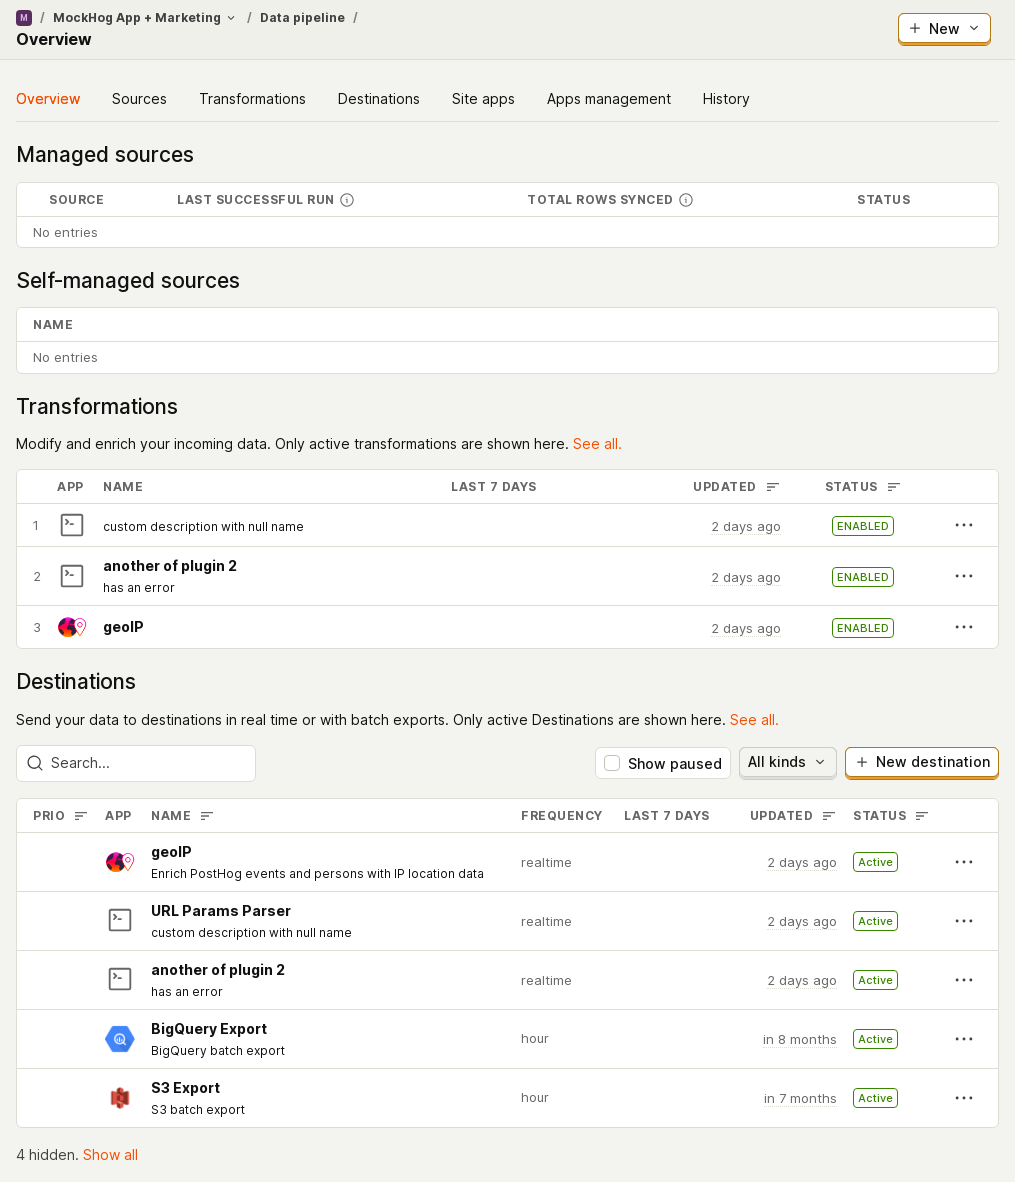 M / MockHog App + Marketing / Data pipeline /
Overview
New
Overview Sources Transformations Destinations Site apps Apps management History
Managed sources
SOURCE LAST SUCCESSFUL RUN TOTAL ROWS SYNCED STATUS
No entries
Self-managed sources
NAME
No entries
Transformations
Modify and enrich your incoming data. Only active transformations are shown here. See all.
APP NAME LAST 7 DAYS UPDATED STATUS
1 custom description with null name 2 days ago ENABLED
another of plugin 2
2 2 days ago ENABLED
has an error
3 geoIP 2 days ago ENABLED
Destinations
Send your data to destinations in real time or with batch exports. Only active Destinations are shown here. See all.
Search... Show paused All kinds New destination
PRIO APP NAME FREQUENCY LAST 7 DAYS UPDATED STATUS
geoIP
realtime 2 days ago Active
Enrich PostHog events and persons with IP location data
URL Params Parser
realtime 2 days ago Active
custom description with null name
another of plugin 2
realtime 2 days ago Active
has an error
BigQuery Export
hour in 8 months Active
BigQuery batch export
S3 Export
hour in 7 months Active
S3 batch export
4 hidden. Show all